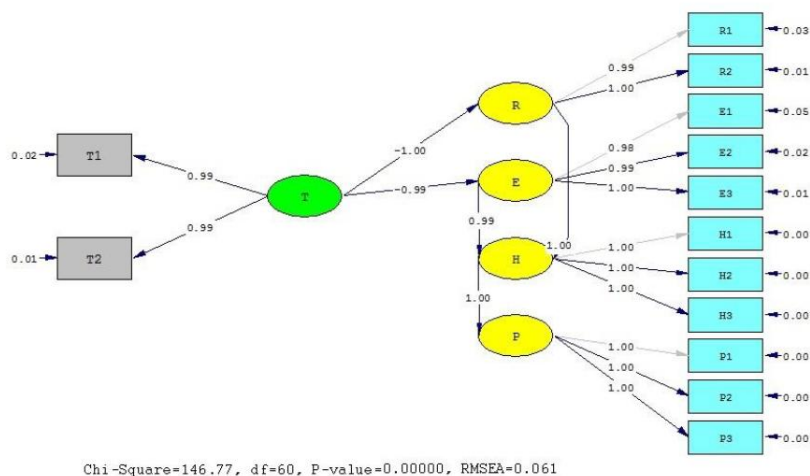 R1
0.03
0.99
R2
0.01
1.00
R
E1
0.05
0.98
-1.00
E2
0.02
0.99
0.02
T1
0.99
T
-0.99
E
1.00
E3
0.01
0.99
0.99
H1
0.00
1.00
1.00
0.01
T2
H
1.00
H2
0.00
1.00
H3
0.00
1.00
P
1.00
P1
0.00
1.00
P2
0.00
1.00
P3
0.00
Chi-Square=146.77, df=60, P-value=0.00000, RMSEA=0.061